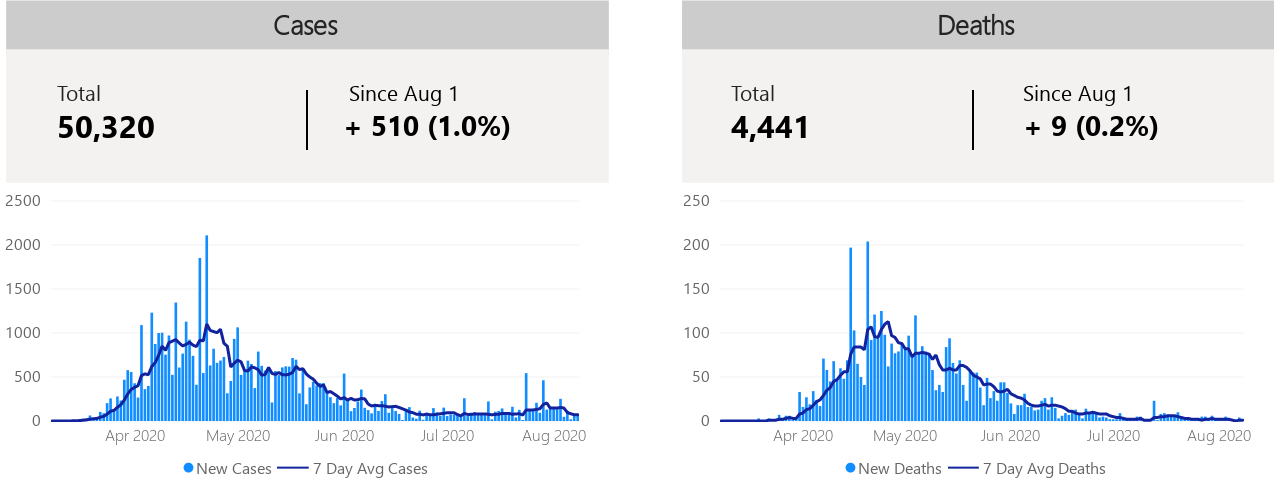 Cases
Total
Since Aug 1
50,320
+ 510 (1.0%)
2500
2000
1500
1000
500
0
Apr 2020 May 2020 Jun 2020 Jul 2020 Aug 2020
New Cases 7 Day Avg Cases
Deaths
Total
Since Aug 1
4,441
+ 9 (0.2%)
250
200
150
100
50
0
Apr 2020 May 2020 Jun 2020 Jul 2020 Aug 2020
New Deaths 7 Day Avg Deaths